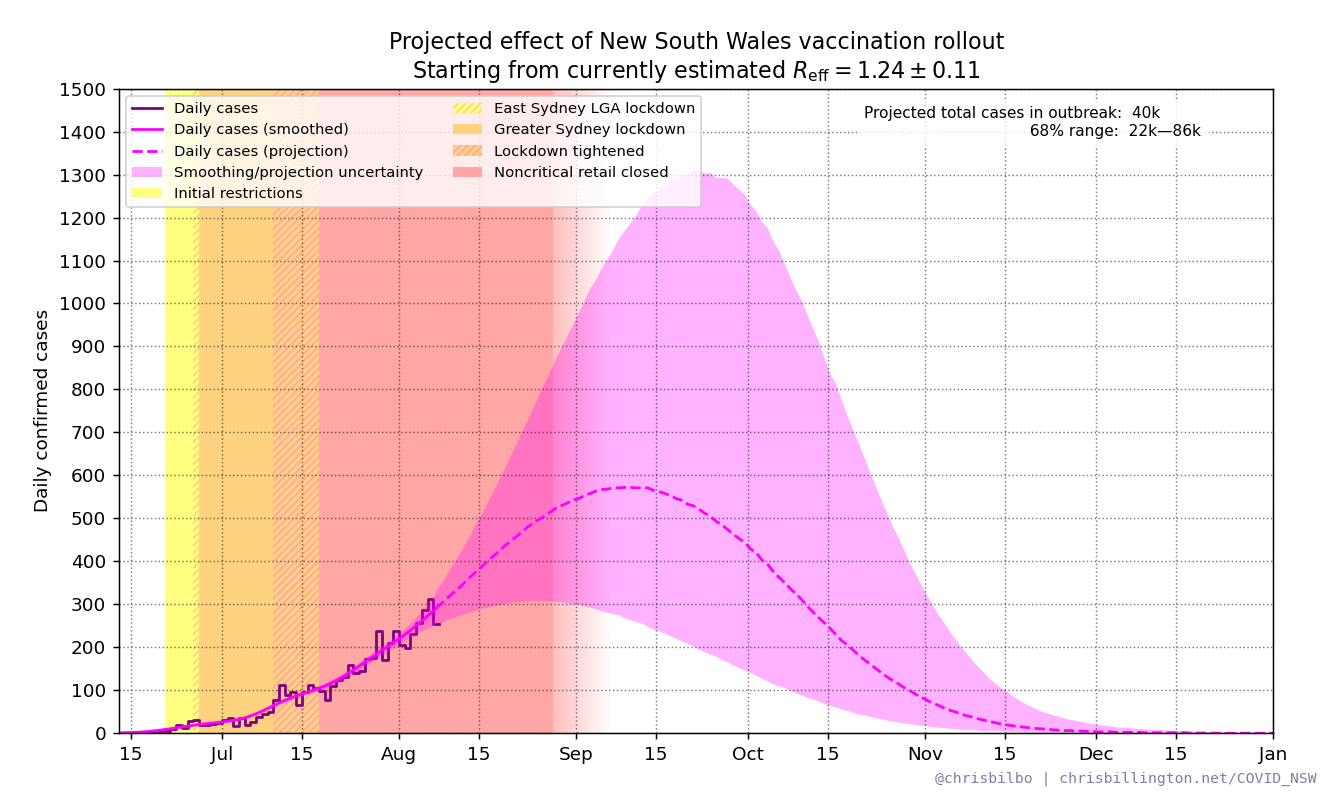 Projected effect of New South Wales vaccination rollout
Starting from currently estimated R_eff = 1.24 ± 0.11
Daily cases
Daily cases (smoothed)
Daily cases (projection)
Smoothing/projection uncertainty
Initial restrictions
East Sydney LGA lockdown
Greater Sydney lockdown
Lockdown tightened
Noncritical retail closed
Projected total cases in outbreak: 40k
68% range: 22k—86k
Daily confirmed cases
1500
1400
1300
1200
1100
1000
900
800
700
600
500
400
300
200
100
0
15 Jul 15 Aug 15 Sep 15 Oct 15 Nov 15 Dec 15 Jan
@chrisbilbo | chrisbillington.net/COVID_NSW